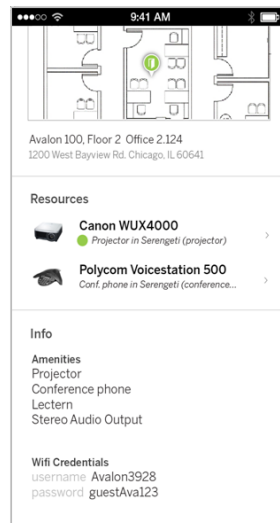 9:41 AM
Avalon 100, Floor 2 Office 2.124
1200 West Bayview Rd. Chicago, IL 60641
Resources
Canon WUX4000
Projector in Serengeti (projector)
Polycom Voicestation 500
Conf. phone in Serengeti (conference...
Info
Amenities
Projector
Conference phone
Lectern
Stereo Audio Output
Wifi Credentials
username Avalon3928
password guestAva123